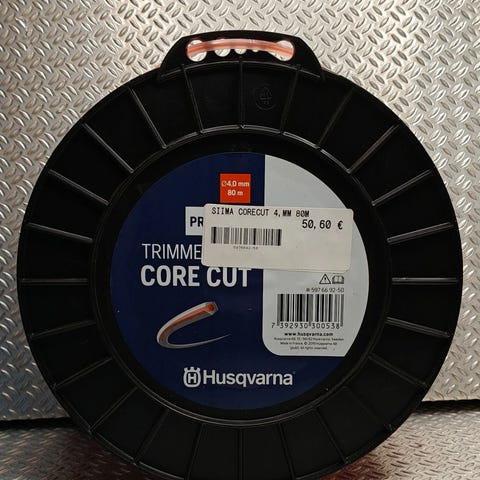 Ø4,0 mm
80 m
PR
SIIMA CORECUT 4,MM 80M
50,60 €
TRIMME
CORE CUT
# 597 66 92-50
7 392930 300538
www.husqvarna.com
Husqvarna